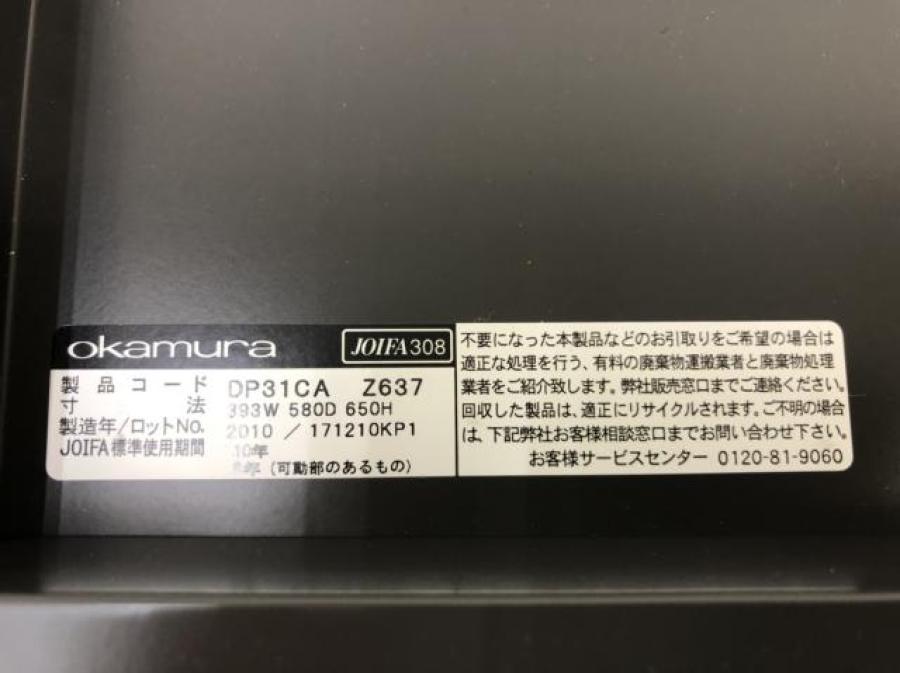 okamura
JOIFA308
製品コード DP31CA Z637
寸法 393W 580D 650H
製造年/ロットNo. 2010 / 171210KP1
JOIFA標準使用期間 10年
年 (可動部のあるもの)
不要になった本製品などのお引取りをご希望の場合は
適正な処理を行う、有料の廃棄物運搬業者と廃棄物処理
業者をご紹介致します。弊社販売窓口までご連絡ください。
回収した製品は、適正にリサイクルされます。ご不明の場合
は、下記弊社お客様相談窓口までお問い合わせ下さい。
お客様サービスセンター 0120-81-9060